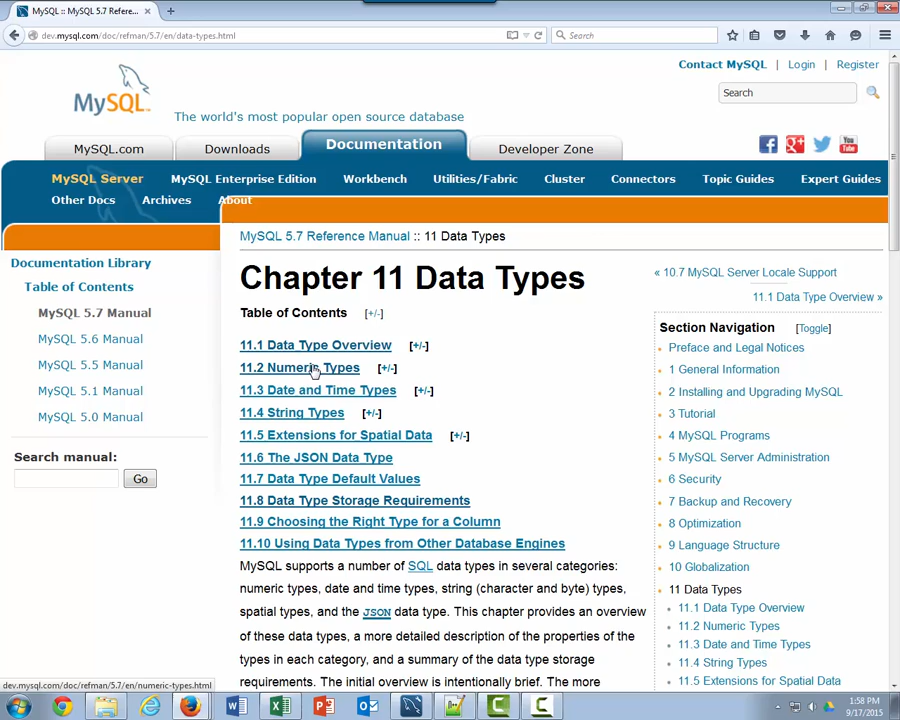 MySQL :: MySQL 5.7 Refere...
dev.mysql.com/doc/refman/5.7/en/data-types.html
Search
Contact MySQL | Login | Register
Search
MySQL
The world's most popular open source database
MySQL.com
Downloads
Documentation
Developer Zone
MySQL Server
MySQL Enterprise Edition
Workbench
Utilities/Fabric
Cluster
Connectors
Topic Guides
Expert Guides
Other Docs
Archives
About
Documentation Library
Table of Contents
MySQL 5.7 Manual
MySQL 5.6 Manual
MySQL 5.5 Manual
MySQL 5.1 Manual
MySQL 5.0 Manual
Search manual:
Go
MySQL 5.7 Reference Manual :: 11 Data Types
Chapter 11 Data Types
Table of Contents [+/-]
11.1 Data Type Overview [+/-]
11.2 Numeric Types [+/-]
11.3 Date and Time Types [+/-]
11.4 String Types [+/-]
11.5 Extensions for Spatial Data [+/-]
11.6 The JSON Data Type
11.7 Data Type Default Values
11.8 Data Type Storage Requirements
11.9 Choosing the Right Type for a Column
11.10 Using Data Types from Other Database Engines
MySQL supports a number of SQL data types in several categories:
numeric types, date and time types, string (character and byte) types,
spatial types, and the JSON data type. This chapter provides an overview
of these data types, a more detailed description of the properties of the
types in each category, and a summary of the data type storage
requirements. The initial overview is intentionally brief. The more
« 10.7 MySQL Server Locale Support
11.1 Data Type Overview »
Section Navigation [Toggle]
Preface and Legal Notices
1 General Information
2 Installing and Upgrading MySQL
3 Tutorial
4 MySQL Programs
5 MySQL Server Administration
6 Security
7 Backup and Recovery
8 Optimization
9 Language Structure
10 Globalization
11 Data Types
11.1 Data Type Overview
11.2 Numeric Types
11.3 Date and Time Types
11.4 String Types
11.5 Extensions for Spatial Data
dev.mysql.com/doc/refman/5.7/en/numeric-types.html
1:58 PM
9/17/2015